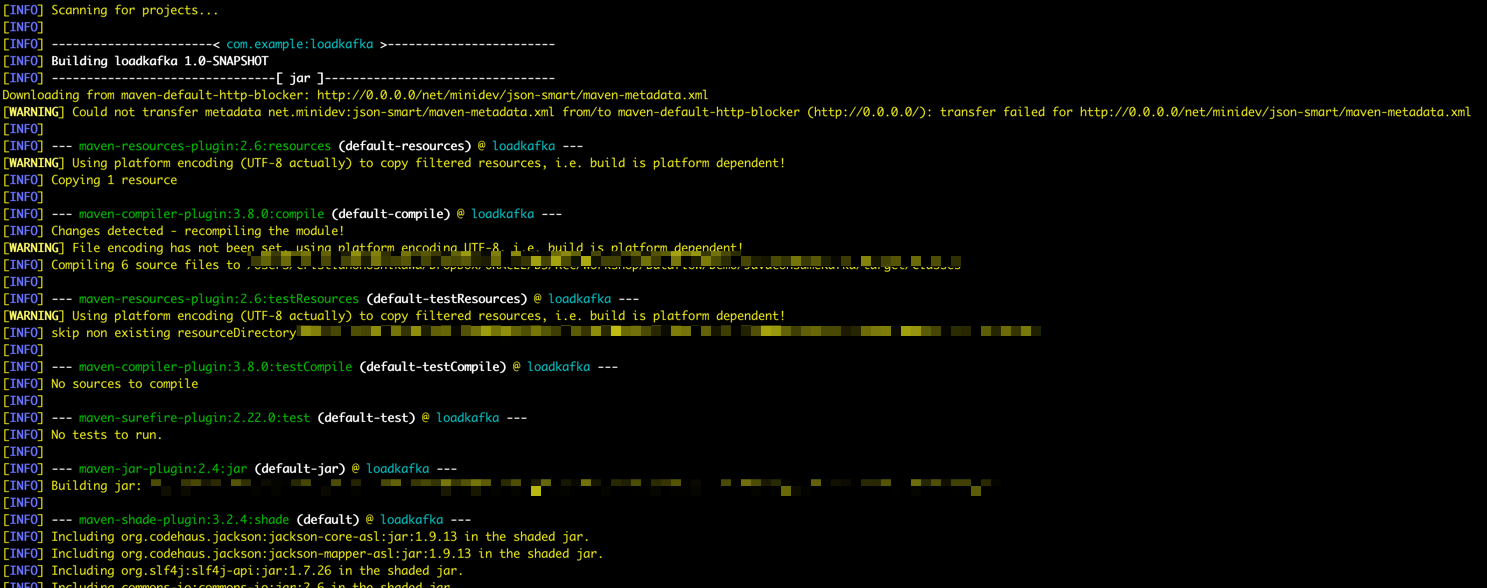 [INFO] Scanning for projects...
[INFO]
[INFO] -----------------------< com.example:loadkafka >------------------------
[INFO] Building loadkafka 1.0-SNAPSHOT
[INFO] --------------------------------[ jar ]---------------------------------
Downloading from maven-default-http-blocker: http://0.0.0.0/net/minidev/json-smart/maven-metadata.xml
[WARNING] Could not transfer metadata net.minidev:json-smart/maven-metadata.xml from/to maven-default-http-blocker (http://0.0.0.0/): transfer failed for http://0.0.0.0/net/minidev/json-smart/maven-metadata.xml
[INFO]
[INFO] --- maven-resources-plugin:2.6:resources (default-resources) @ loadkafka ---
[WARNING] Using platform encoding (UTF-8 actually) to copy filtered resources, i.e. build is platform dependent!
[INFO] Copying 1 resource
[INFO]
[INFO] --- maven-compiler-plugin:3.8.0:compile (default-compile) @ loadkafka ---
[INFO] Changes detected - recompiling the module!
[WARNING] File encoding has not been set, using platform encoding UTF-8, i.e. build is platform dependent!
[INFO] Compiling 6 source files to
[INFO]
[INFO] --- maven-resources-plugin:2.6:testResources (default-testResources) @ loadkafka ---
[WARNING] Using platform encoding (UTF-8 actually) to copy filtered resources, i.e. build is platform dependent!
[INFO] skip non existing resourceDirectory
[INFO]
[INFO] --- maven-compiler-plugin:3.8.0:testCompile (default-testCompile) @ loadkafka ---
[INFO] No sources to compile
[INFO]
[INFO] --- maven-surefire-plugin:2.22.0:test (default-test) @ loadkafka ---
[INFO] No tests to run.
[INFO]
[INFO] --- maven-jar-plugin:2.4:jar (default-jar) @ loadkafka ---
[INFO] Building jar:
[INFO]
[INFO] --- maven-shade-plugin:3.2.4:shade (default) @ loadkafka ---
[INFO] Including org.codehaus.jackson:jackson-core-asl:jar:1.9.13 in the shaded jar.
[INFO] Including org.codehaus.jackson:jackson-mapper-asl:jar:1.9.13 in the shaded jar.
[INFO] Including org.slf4j:slf4j-api:jar:1.7.26 in the shaded jar.
[INFO] Including commons-io:commons-io:jar:2.6 in the shaded jar.